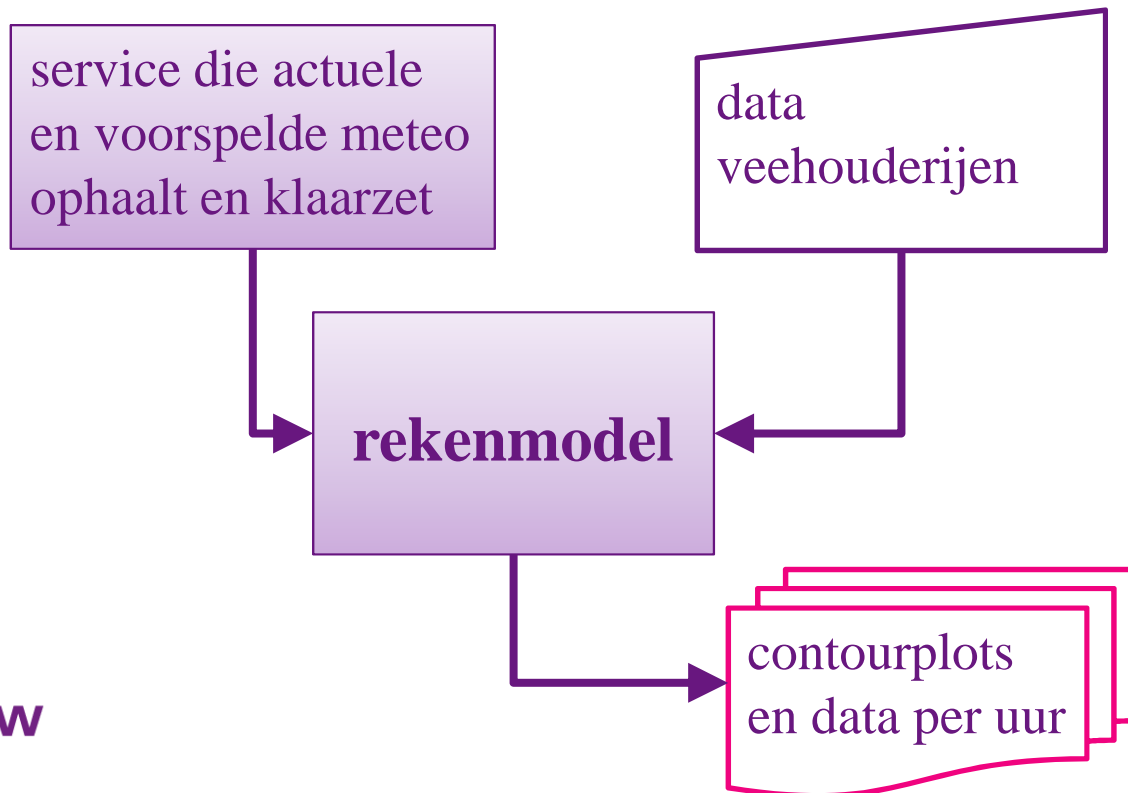 service die actuele
en voorspelde meteo
ophaalt en klaarzet
data
veehouderijen
rekenmodel
contourplots
en data per uur
w